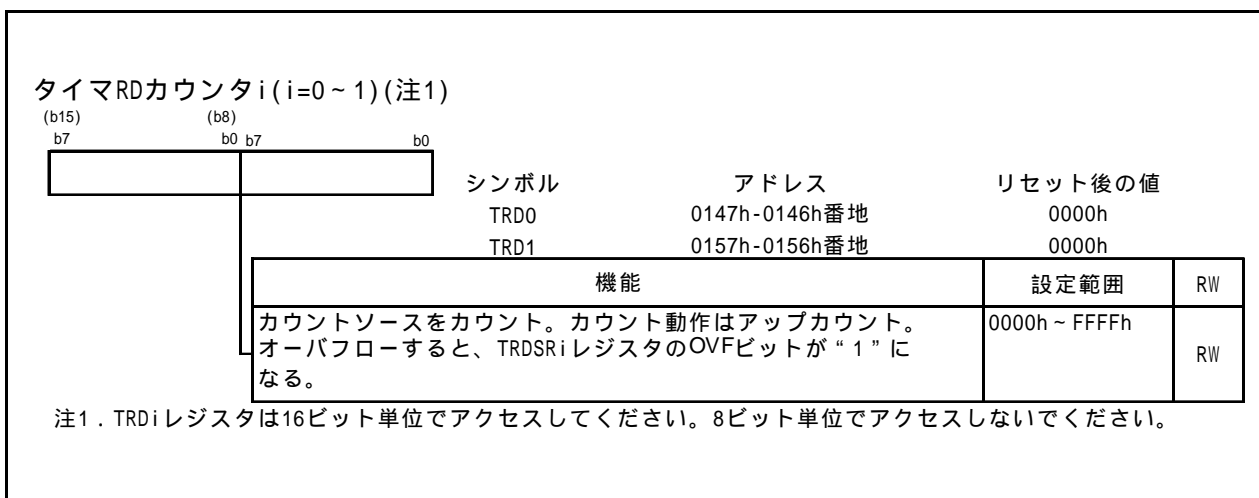 タイマRDカウンタi(i=0~1)(注1)
(b15) (b8)
b7 b0 b7 b0
シンボル アドレス リセット後の値
TRD0 0147h-0146h番地 0000h
TRD1 0157h-0156h番地 0000h
機能 設定範囲 RW
カウントソースをカウント。カウント動作はアップカウント。 0000h~FFFFh
オーバフローすると、TRDSRiレジスタのOVFビットが“1”に RW
なる。
注1.TRDiレジスタは16ビット単位でアクセスしてください。8ビット単位でアクセスしないでください。